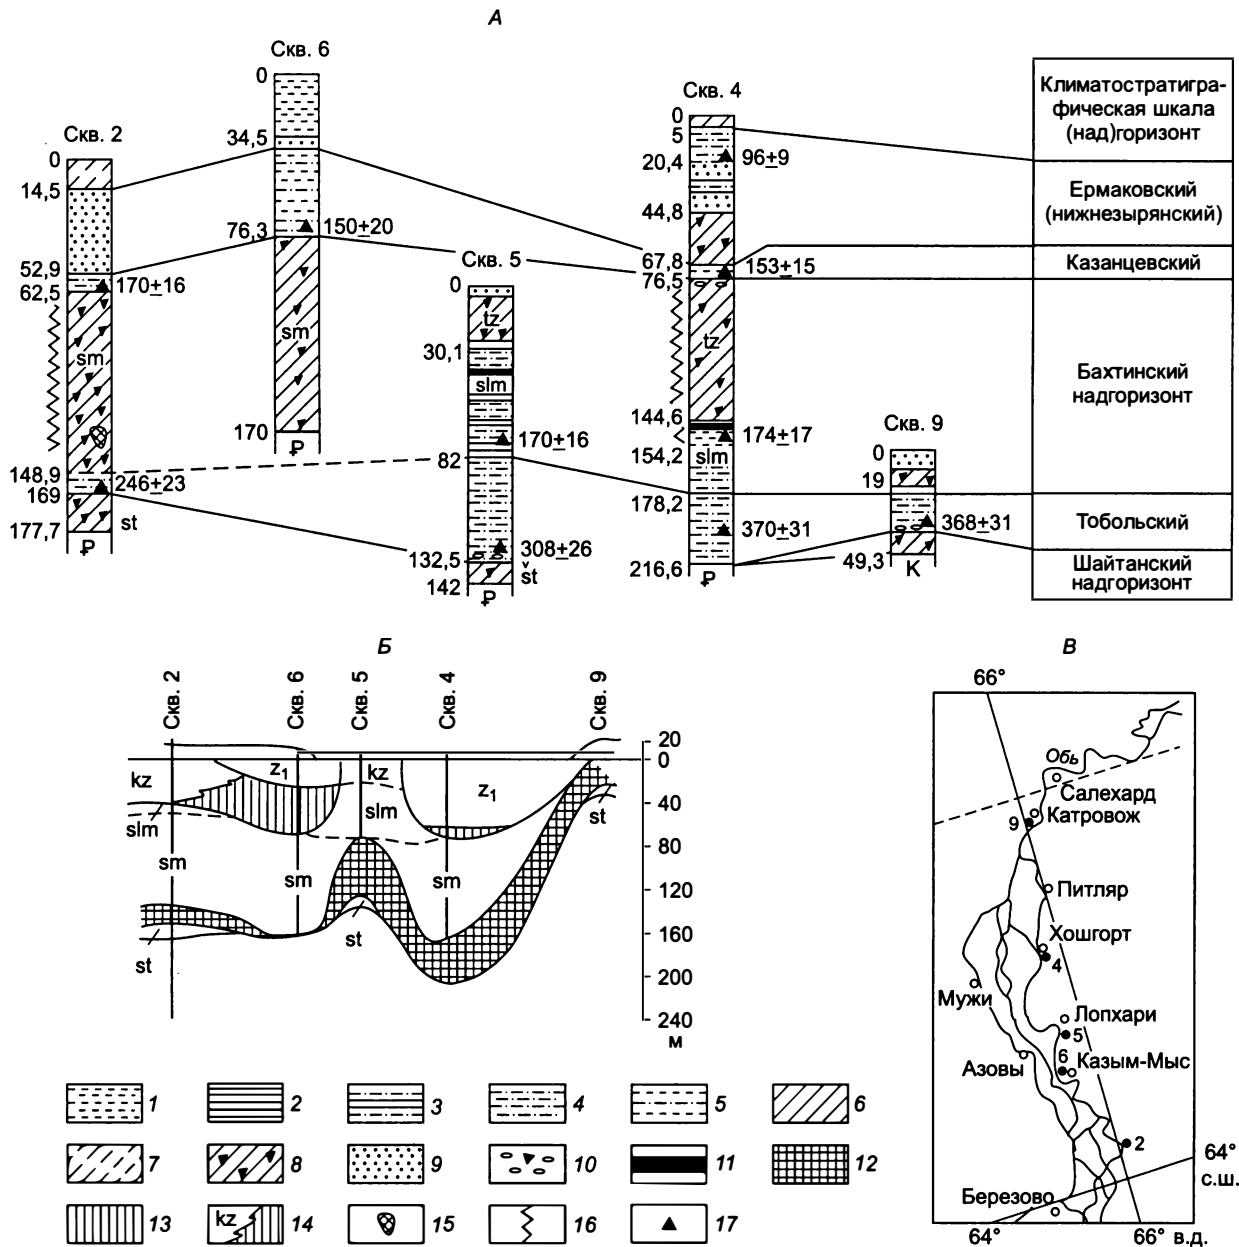 А
Скв. 2
0
14,5
52,9
62,5
170±16
sm
148,9
169
246±23
177,7
st
Скв. 6
0
34,5
76,3
150±20
sm
170
Скв. 5
0
tz
30,1
slm
170±16
82
132,5
308±26
142
št
Скв. 4
0
5
20,4
96±9
44,8
67,8
153±15
76,5
tz
144,6
174±17
154,2
slm
178,2
370±31
216,6
Скв. 9
0
19
368±31
49,3
K
Климатостратигра-
фическая шкала
(над)горизонт
Ермаковский
(нижнезырянский)
Казанцевский
Бахтинский
надгоризонт
Тобольский
Шайтанский
надгоризонт
Б
Скв. 2
Скв. 6
Скв. 5
Скв. 4
Скв. 9
20
0
40
80
120
160
200
240
м
kz
z1
kz
z1
slm
slm
sm
sm
sm
st
st
st
В
66°
Обь
Салехард
Катровож
9
Питляр
Хошгорт
4
Мужи
Лопхари
5
Азовы
6
Казым-Мыс
2
64°
с.ш.
Березово
64°
66° в.д.
1
2
3
4
5
6
7
8
9
10
11
12
13
kz
14
15
16
17